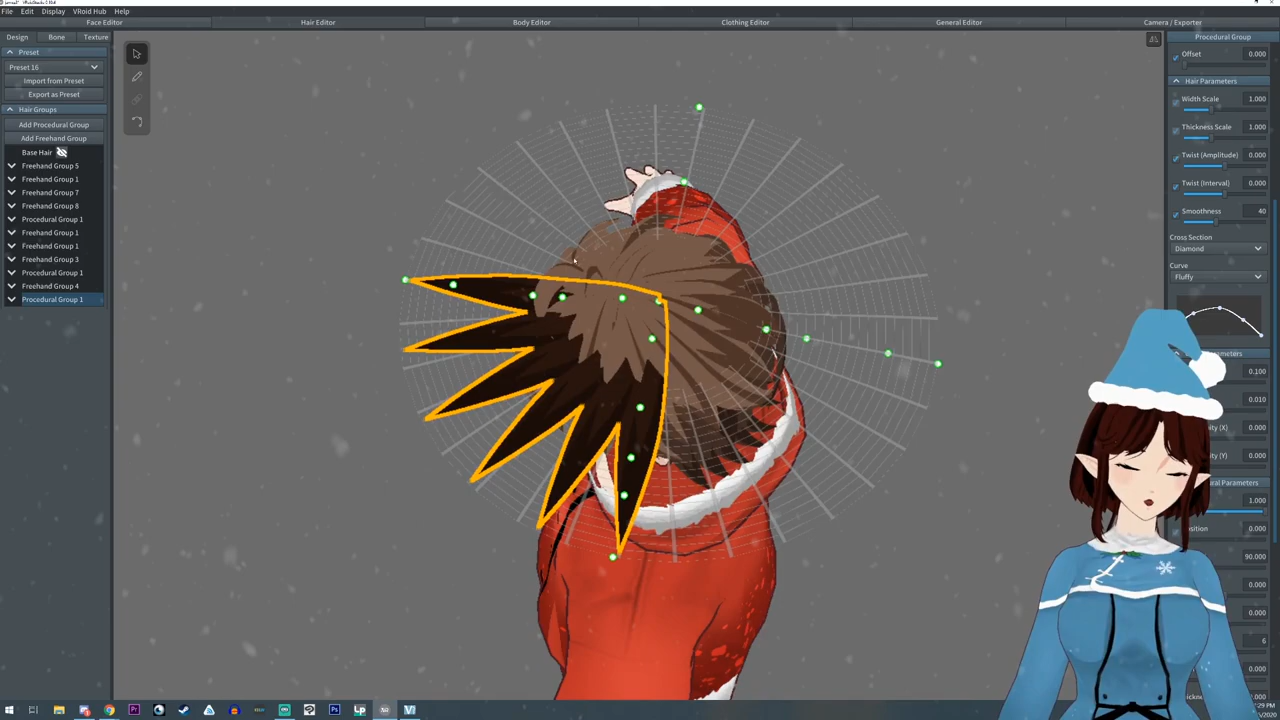 File Edit Display VRoid Hub Help
Face Editor Hair Editor Body Editor Clothing Editor General Editor Camera / Exporter
Design Bone Texture
Preset
Preset 16
Import from Preset
Export as Preset
Hair Groups
Add Procedural Group
Add Freehand Group
Base Hair
Freehand Group 5
Freehand Group 1
Freehand Group 7
Freehand Group 8
Procedural Group 1
Freehand Group 1
Freehand Group 1
Freehand Group 3
Procedural Group 1
Freehand Group 4
Procedural Group 1
Procedural Group
Offset 0.000
Hair Parameters
Width Scale 1.000
Thickness Scale 1.000
Twist (Amplitude) 0.000
Twist (Interval) 0.000
Smoothness 40
Cross Section
Diamond
Curve
Fluffy
0.100
0.010
(X) 0.000
(Y) 0.000
Parameters
1.000
0.000
90.000
0.000
0.000
6
0.000
Pr
Lp
Ps